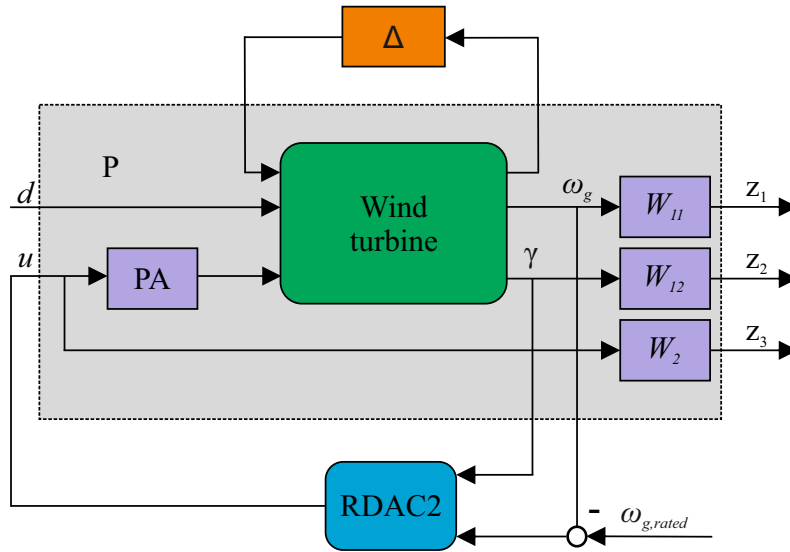 Δ
P
d
ω_g
W_11
z_1
Wind
turbine
u
PA
γ
W_12
z_2
W_2
z_3
RDAC2
-
ω_g,rated